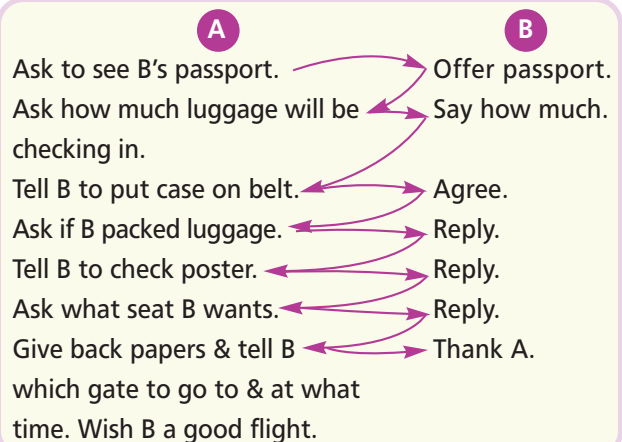 A B
Ask to see B's passport. Offer passport.
Ask how much luggage will be Say how much.
checking in.
Tell B to put case on belt. Agree.
Ask if B packed luggage. Reply.
Tell B to check poster. Reply.
Ask what seat B wants. Reply.
Give back papers & tell B Thank A.
which gate to go to & at what
time. Wish B a good flight.